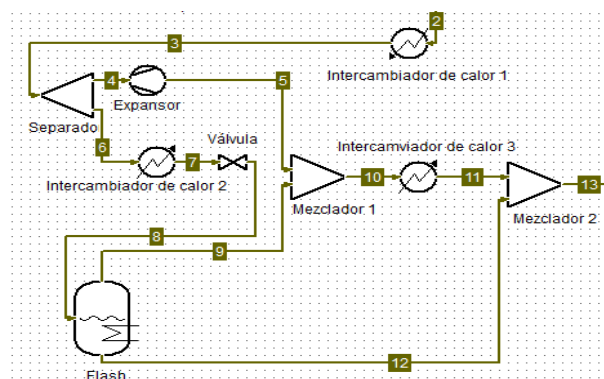 2
3
Intercambiador de calor 1
4
5
Expansor
Separado
6
Válvula
Intercamviador de calor 3
7
Intercambiador de calor 2
10
11
13
Mezclador 1
Mezclador 2
8
9
12
Flash